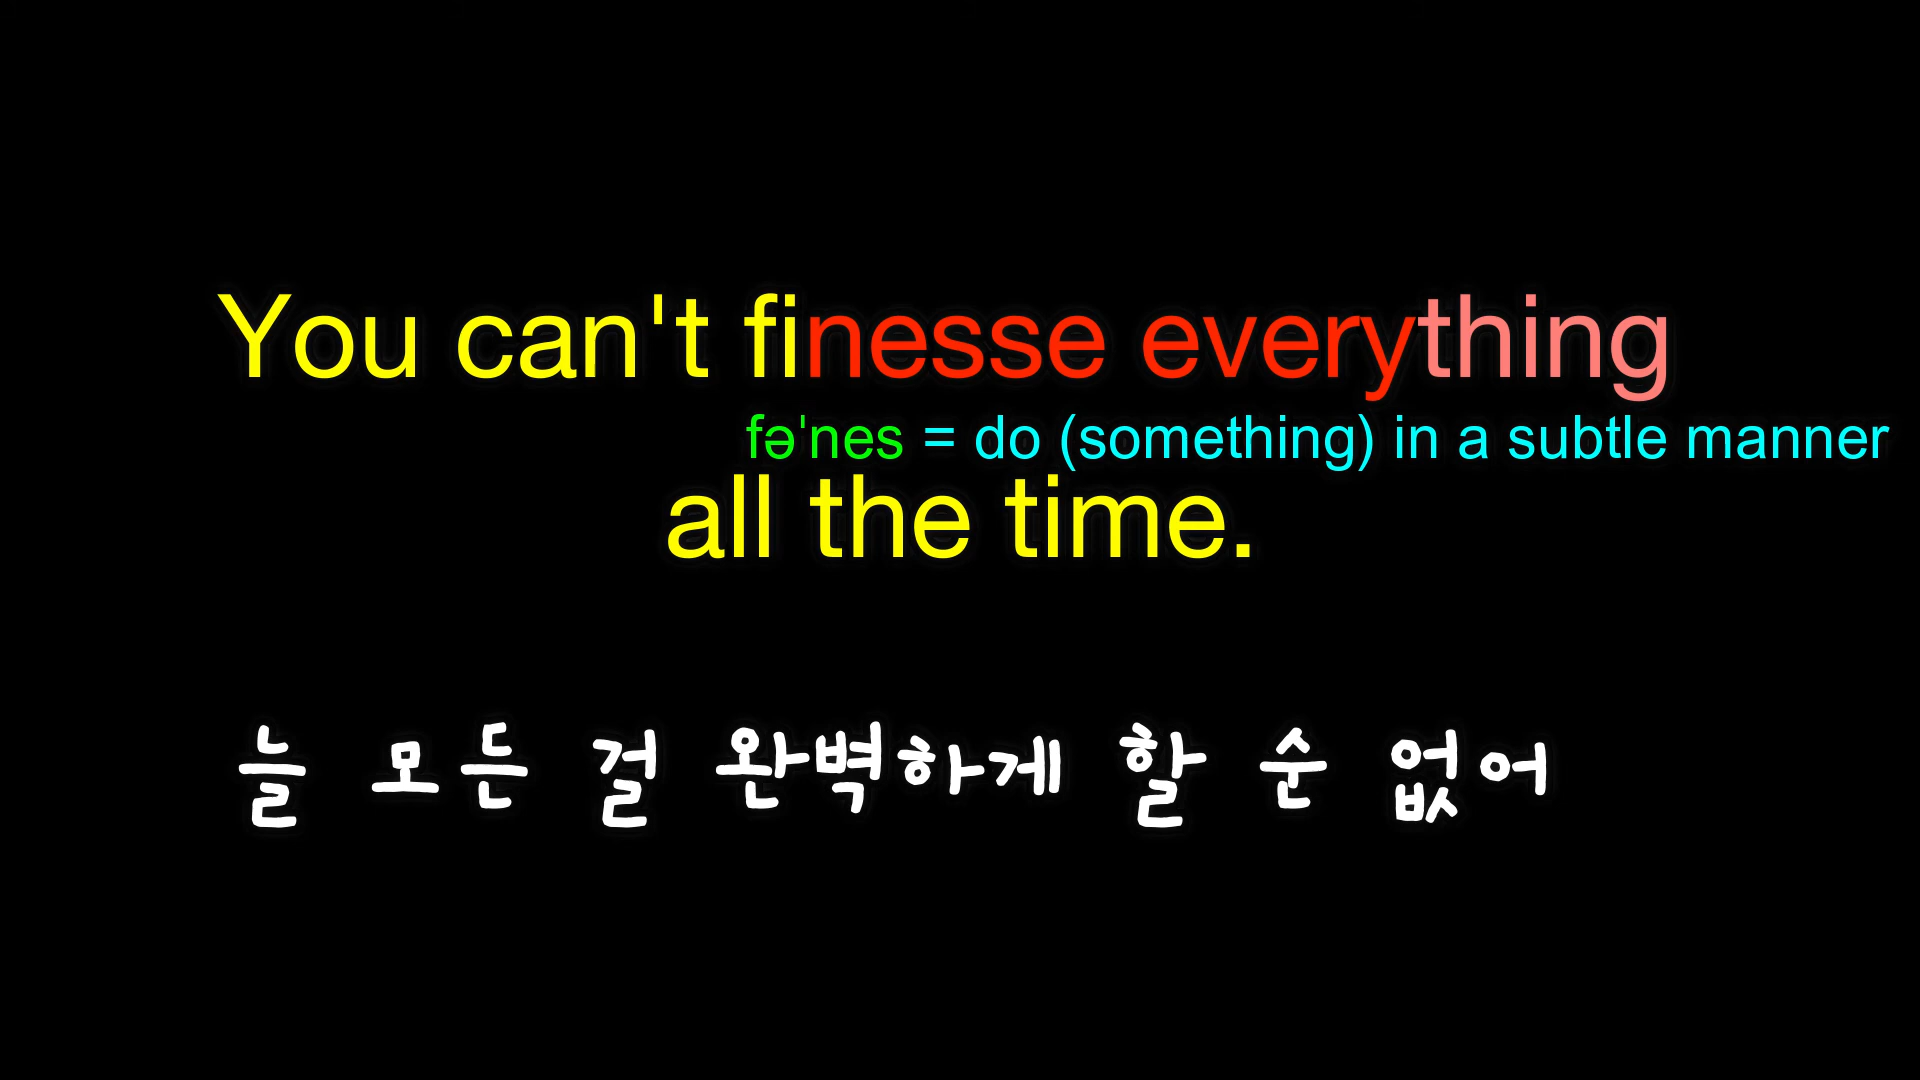 You can't finesse everything
fə'nes = do (something) in a subtle manner
all the time.
늘 모든 걸 완벽하게 할 순 없어